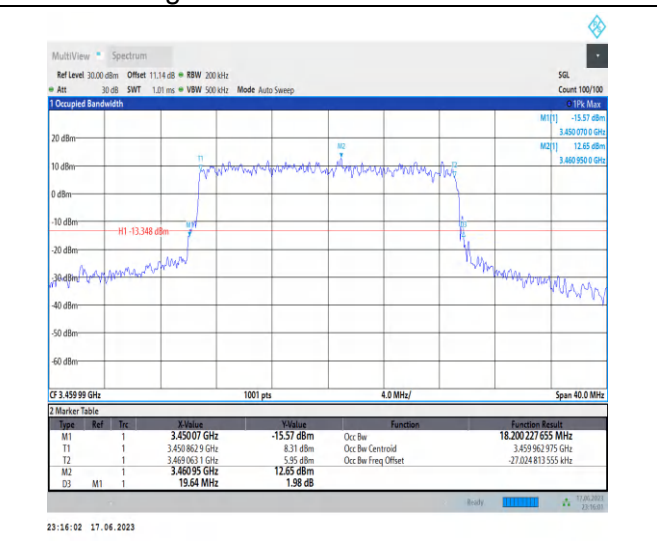 MultiView Spectrum
Ref Level 30.00 dBm Offset 11.14 dB RBW 200 kHz SGL
Att 30 dB SWT 1.01 ms VBW 500 kHz Mode Auto Sweep Count 100/100
1 Occupied Bandwidth 1Pk Max
M1[1] -15.57 dBm
3.450 070 0 GHz
M2[1] 12.65 dBm
3.460 950 0 GHz
20 dBm
M2
T1
T2
10 dBm
0 dBm
-10 dBm
M1
D3
H1 -13.348 dBm
-20 dBm
-30 dBm
-40 dBm
-50 dBm
-60 dBm
CF 3.459 99 GHz 1001 pts 4.0 MHz/ Span 40.0 MHz
2 Marker Table
Type Ref Trc X-Value Y-Value Function Function Result
M1 1 3.450 07 GHz -15.57 dBm Occ Bw 18.200 227 655 MHz
T1 1 3.450 862 9 GHz 8.31 dBm Occ Bw Centroid 3.459 962 975 GHz
T2 1 3.469 063 1 GHz 5.95 dBm Occ Bw Freq Offset -27.024 813 555 kHz
M2 1 3.460 95 GHz 12.65 dBm
D3 M1 1 19.64 MHz 1.98 dB
Ready 17.06.2023
23:16:02 17.06.2023